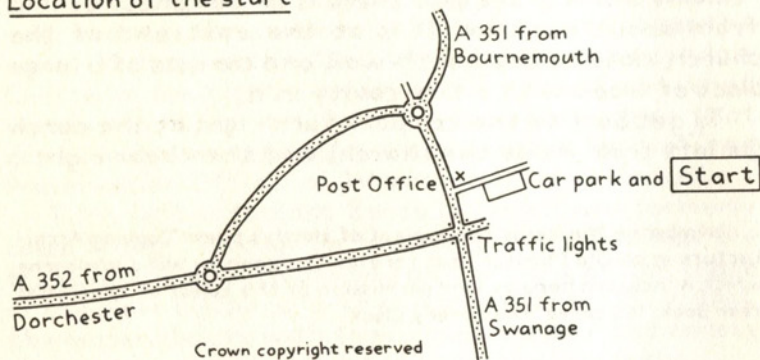 Location of the start
A 351 from
Bournemouth
Post Office
x
Car park and Start
Traffic lights
A 352 from
Dorchester
A 351 from
Swanage
Crown copyright reserved